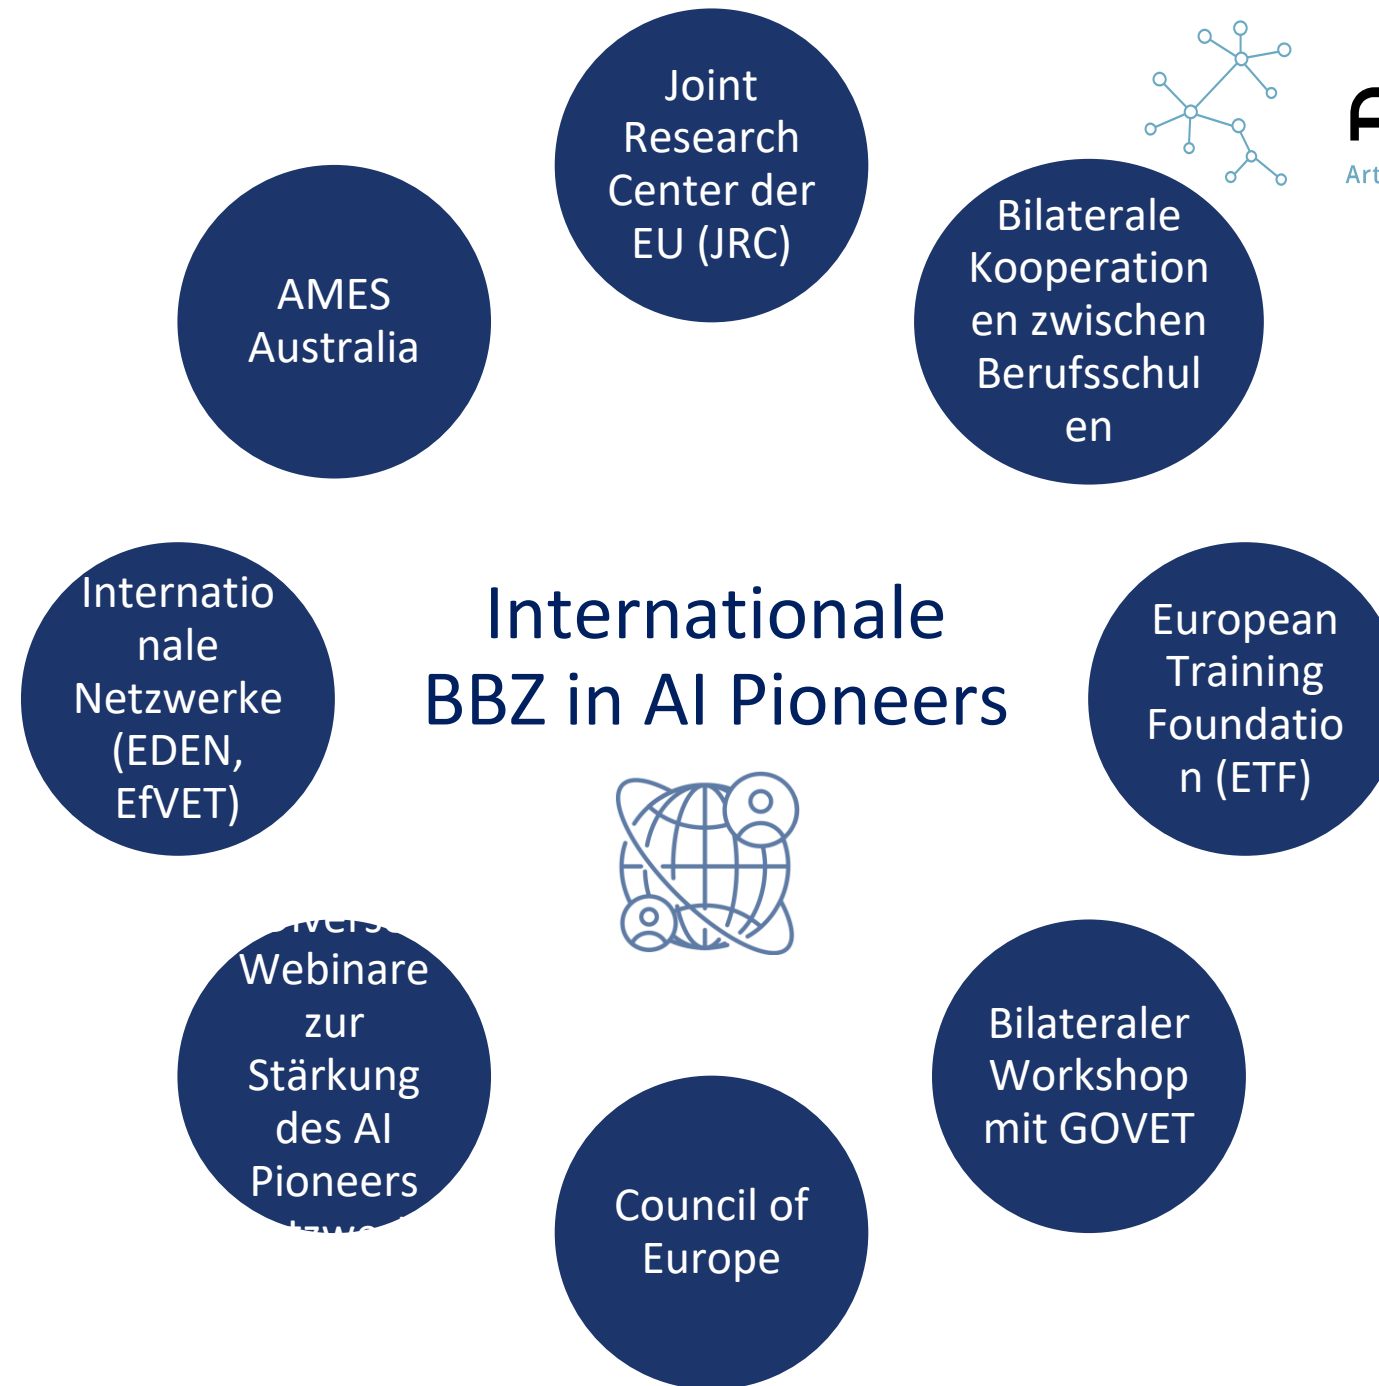 Joint
Research
Center der
EU (JRC)
Art
Bilaterale
Kooperation
en zwischen
Berufsschul
en
AMES
Australia
Internationale
BBZ in AI Pioneers
Internatio
nale
Netzwerke
(EDEN,
EfVET)
European
Training
Foundatio
n (ETF)
Webinare
zur
Stärkung
des AI
Pioneers
Bilateraler
Workshop
mit GOVET
Council of
Europe